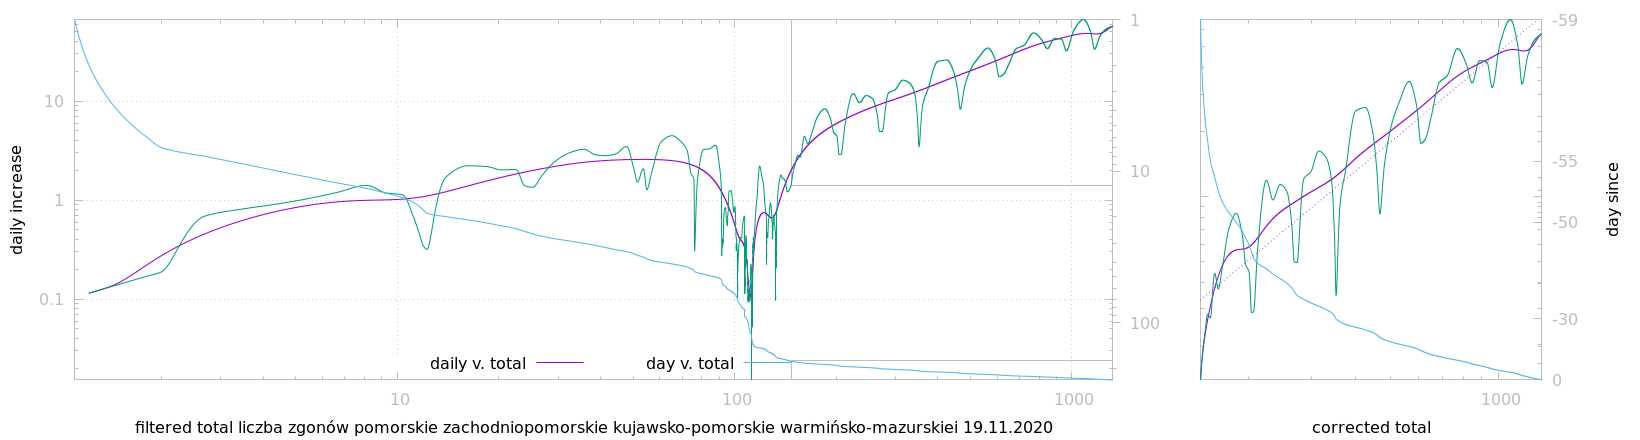 daily increase
10
1
0.1
10
100
1000
1
10
100
daily v. total
day v. total
filtered total liczba zgonów pomorskie zachodniopomorskie kujawsko-pomorskie warmińsko-mazurskiei 19.11.2020
-59
-55
-50
-30
0
day since
1000
corrected total